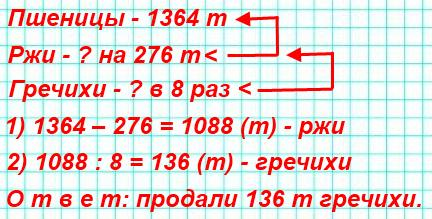 Пшеницы - 1364 т
Ржи - ? на 276 т<
Гречихи - ? в 8 раз <
1) 1364 – 276 = 1088 (т) - ржи
2) 1088 : 8 = 136 (т) - гречихи
О т в е т: продали 136 т гречихи.